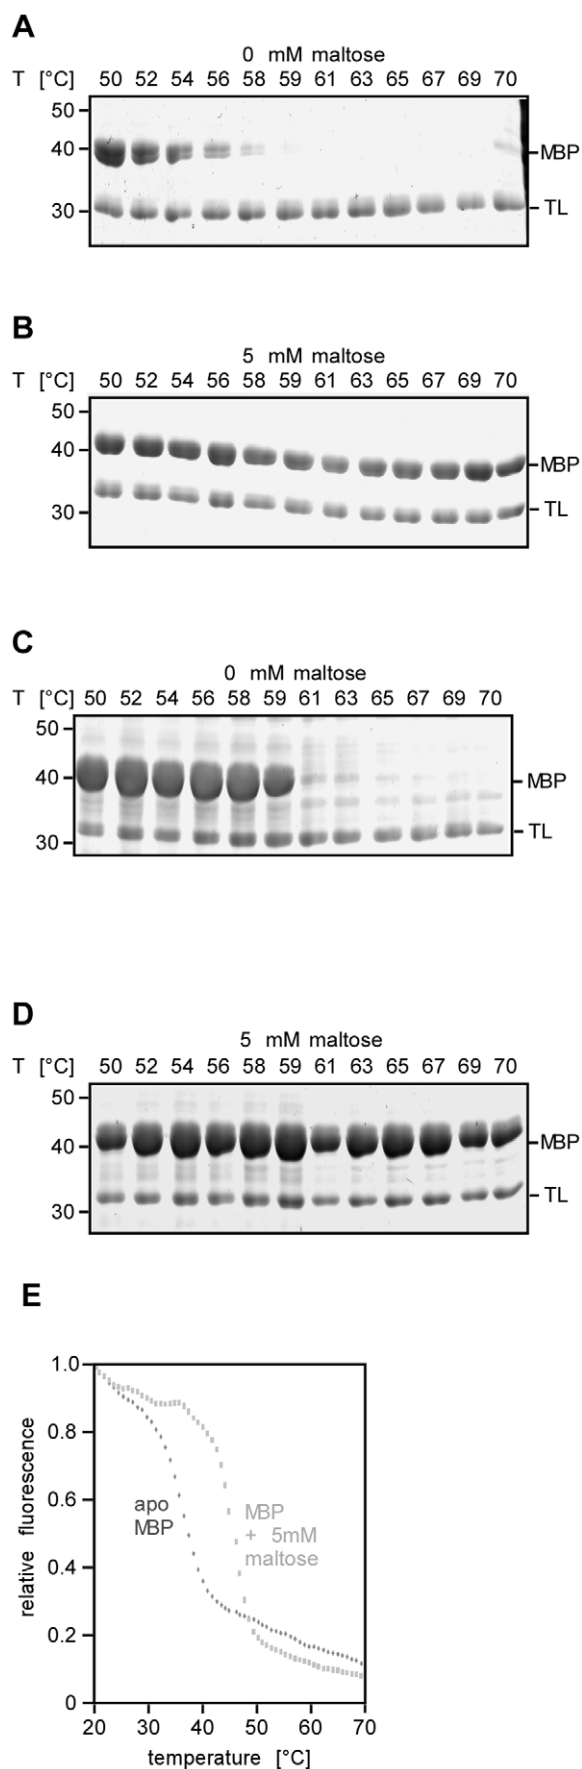 A
0 mM maltose
T [°C] 50 52 54 56 58 59 61 63 65 67 69 70
50
40
MBP
30
TL
B
5 mM maltose
T [°C] 50 52 54 56 58 59 61 63 65 67 69 70
50
40
MBP
30
TL
C
0 mM maltose
T [°C] 50 52 54 56 58 59 61 63 65 67 69 70
50
40
MBP
30
TL
D
5 mM maltose
T [°C] 50 52 54 56 58 59 61 63 65 67 69 70
50
40
MBP
30
TL
E
1.0
0.8
0.6
0.4
0.2
0
relative fluorescence
apo
MBP
MBP
+ 5mM
maltose
20 30 40 50 60 70
temperature [°C]